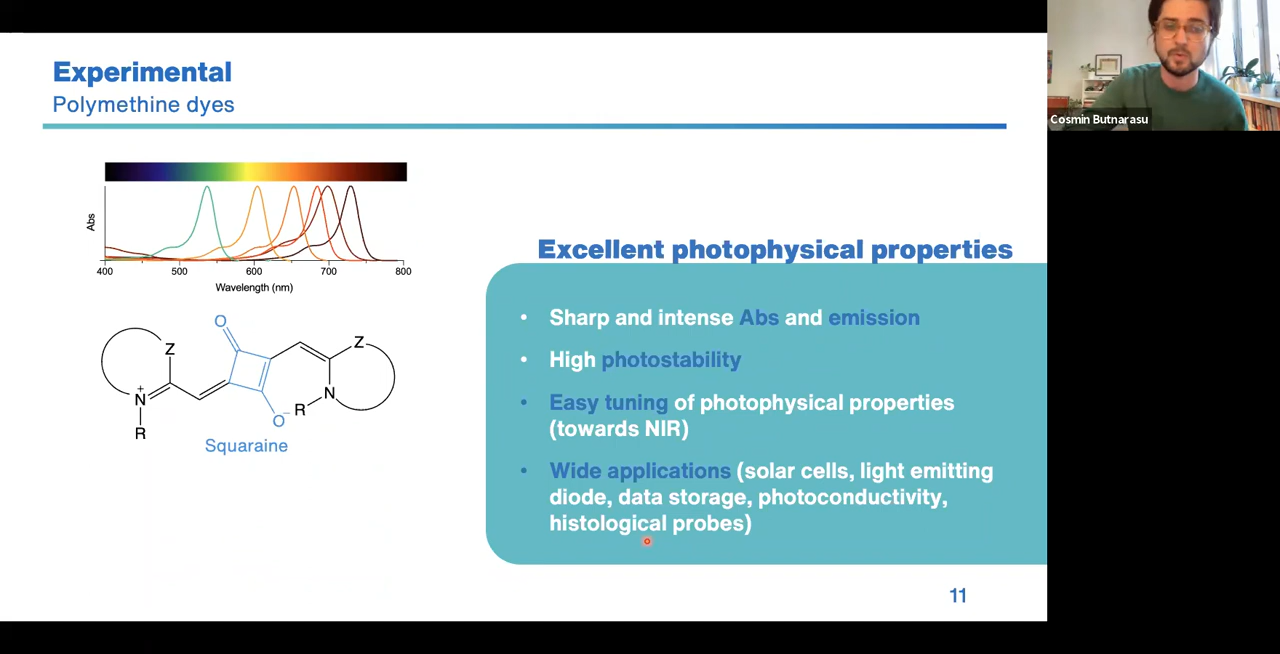 Experimental
Polymethine dyes
Cosmin Butnarasu
Abs
400 500 600 700 800
Wavelength (nm)
O
Z
Z
+
N
N
R
R
O⁻
Squaraine
Excellent photophysical properties
• Sharp and intense Abs and emission
• High photostability
• Easy tuning of photophysical properties
(towards NIR)
• Wide applications (solar cells, light emitting
diode, data storage, photoconductivity,
histological probes)
11